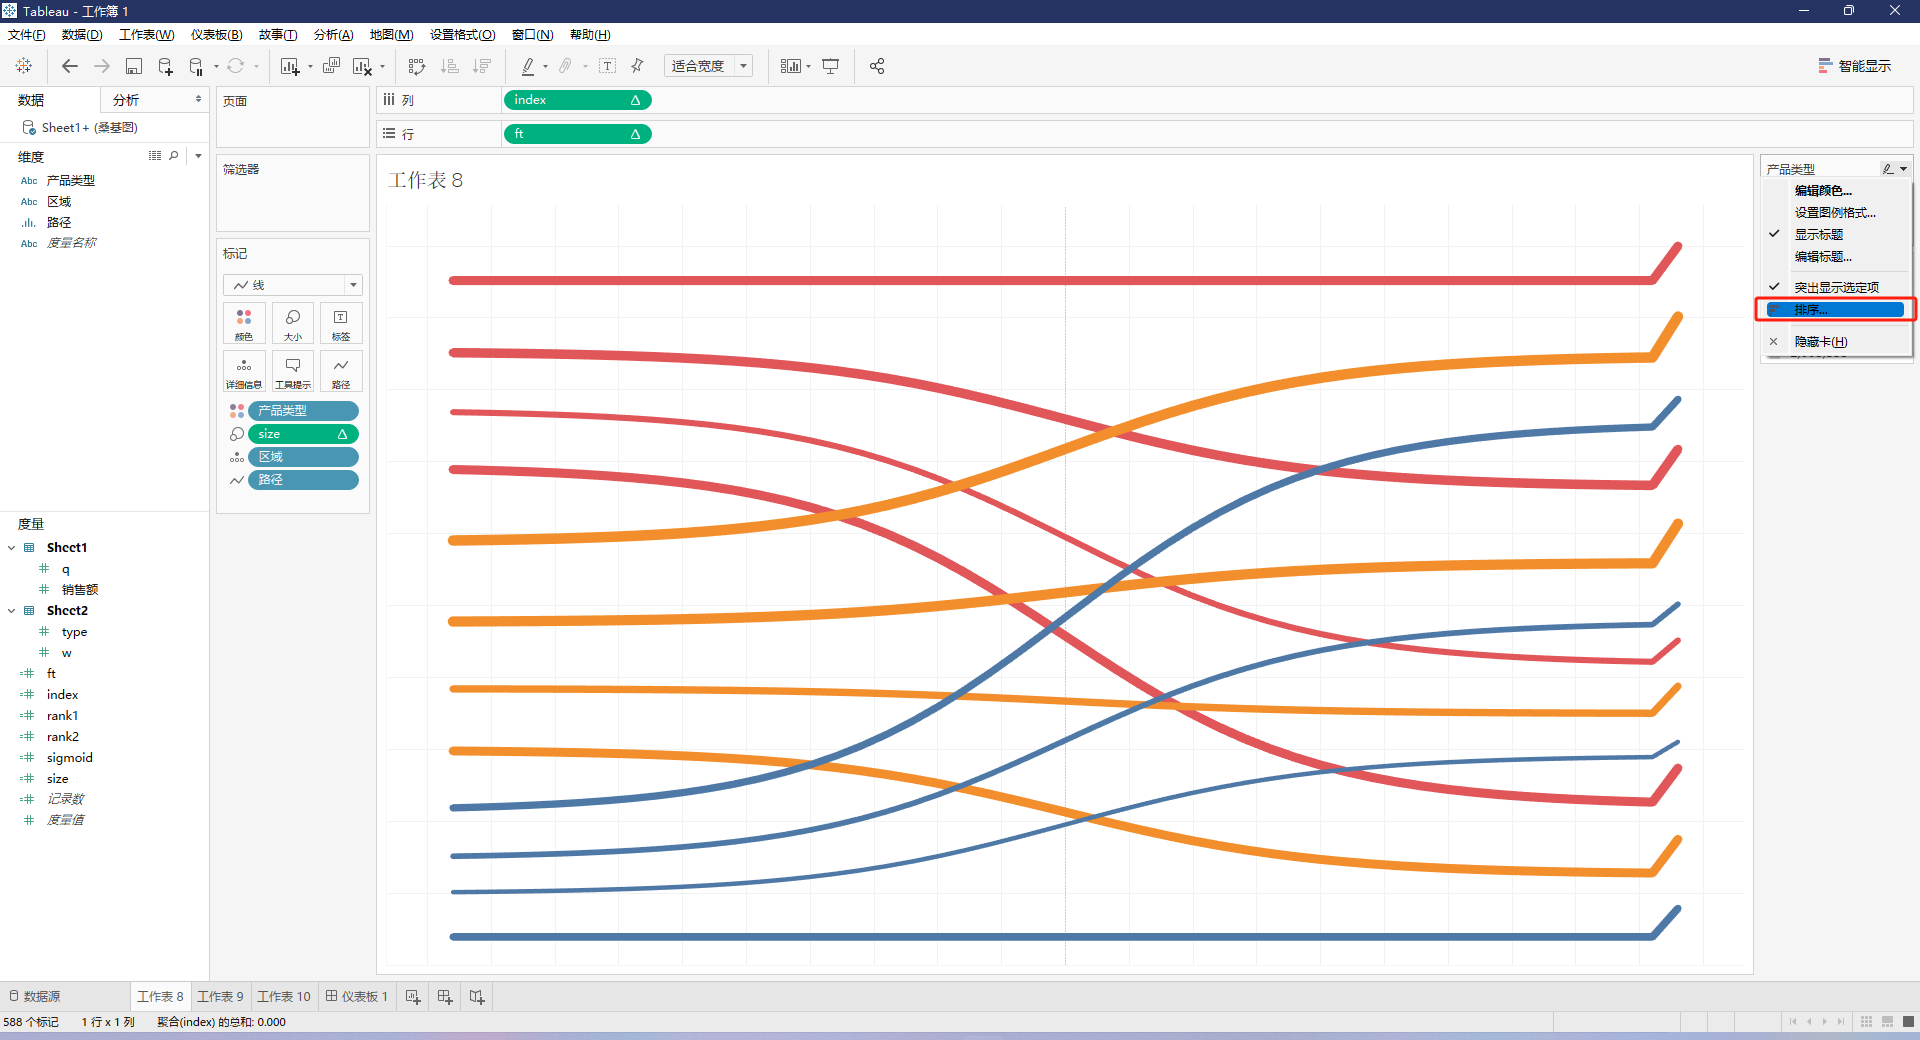 Tableau - 工作簿 1
文件(F) 数据(D) 工作表(W) 仪表板(B) 故事(T) 分析(A) 地图(M) 设置格式(O) 窗口(N) 帮助(H)
适合宽度
智能显示
数据 分析
Sheet1+ (桑基图)
维度
Abc 产品类型
Abc 区域
路径
Abc 度量名称
度量
Sheet1
q
销售额
Sheet2
type
w
ft
index
rank1
rank2
sigmoid
size
记录数
度量值
页面
筛选器
标记
线
颜色 大小 标签
详细信息 工具提示 路径
产品类型
size
区域
路径
列 index
行 ft
工作表 8
产品类型
编辑颜色...
设置图例格式...
显示标题
编辑标题...
突出显示选定项
排序...
隐藏卡(H)
数据源 工作表 8 工作表 9 工作表 10 仪表板 1
588 个标记 1 行 x 1 列 聚合(index) 的总和: 0.000